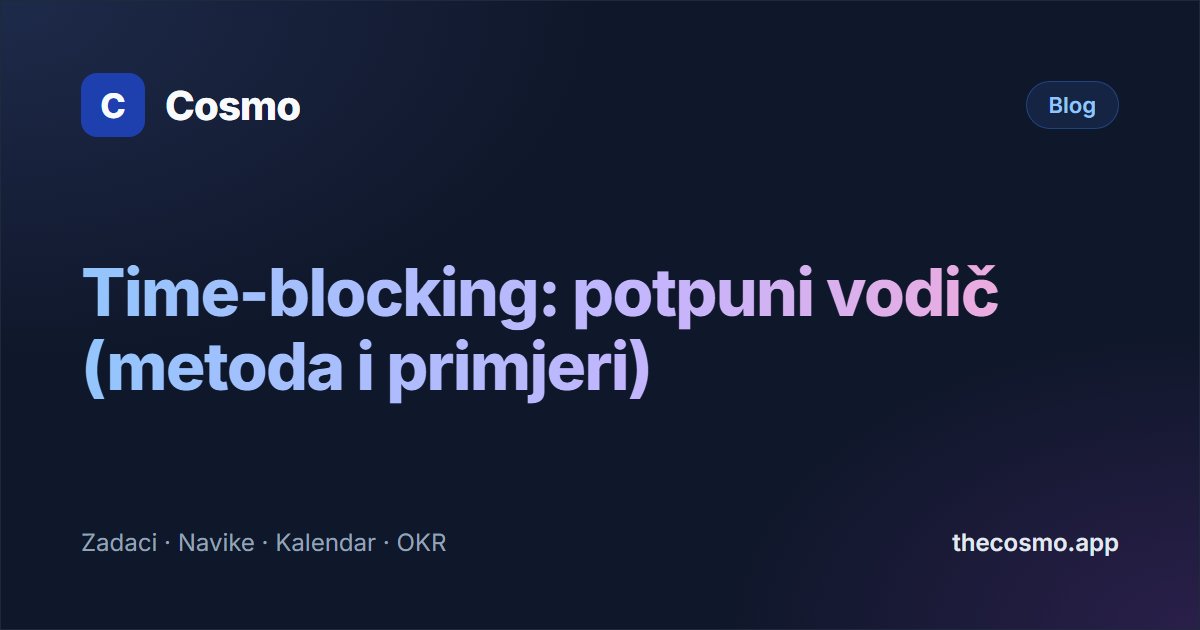 C Cosmo
Blog
Time-blocking: potpuni vodič
(metoda i primjeri)
Zadaci · Navike · Kalendar · OKR
thecosmo.app